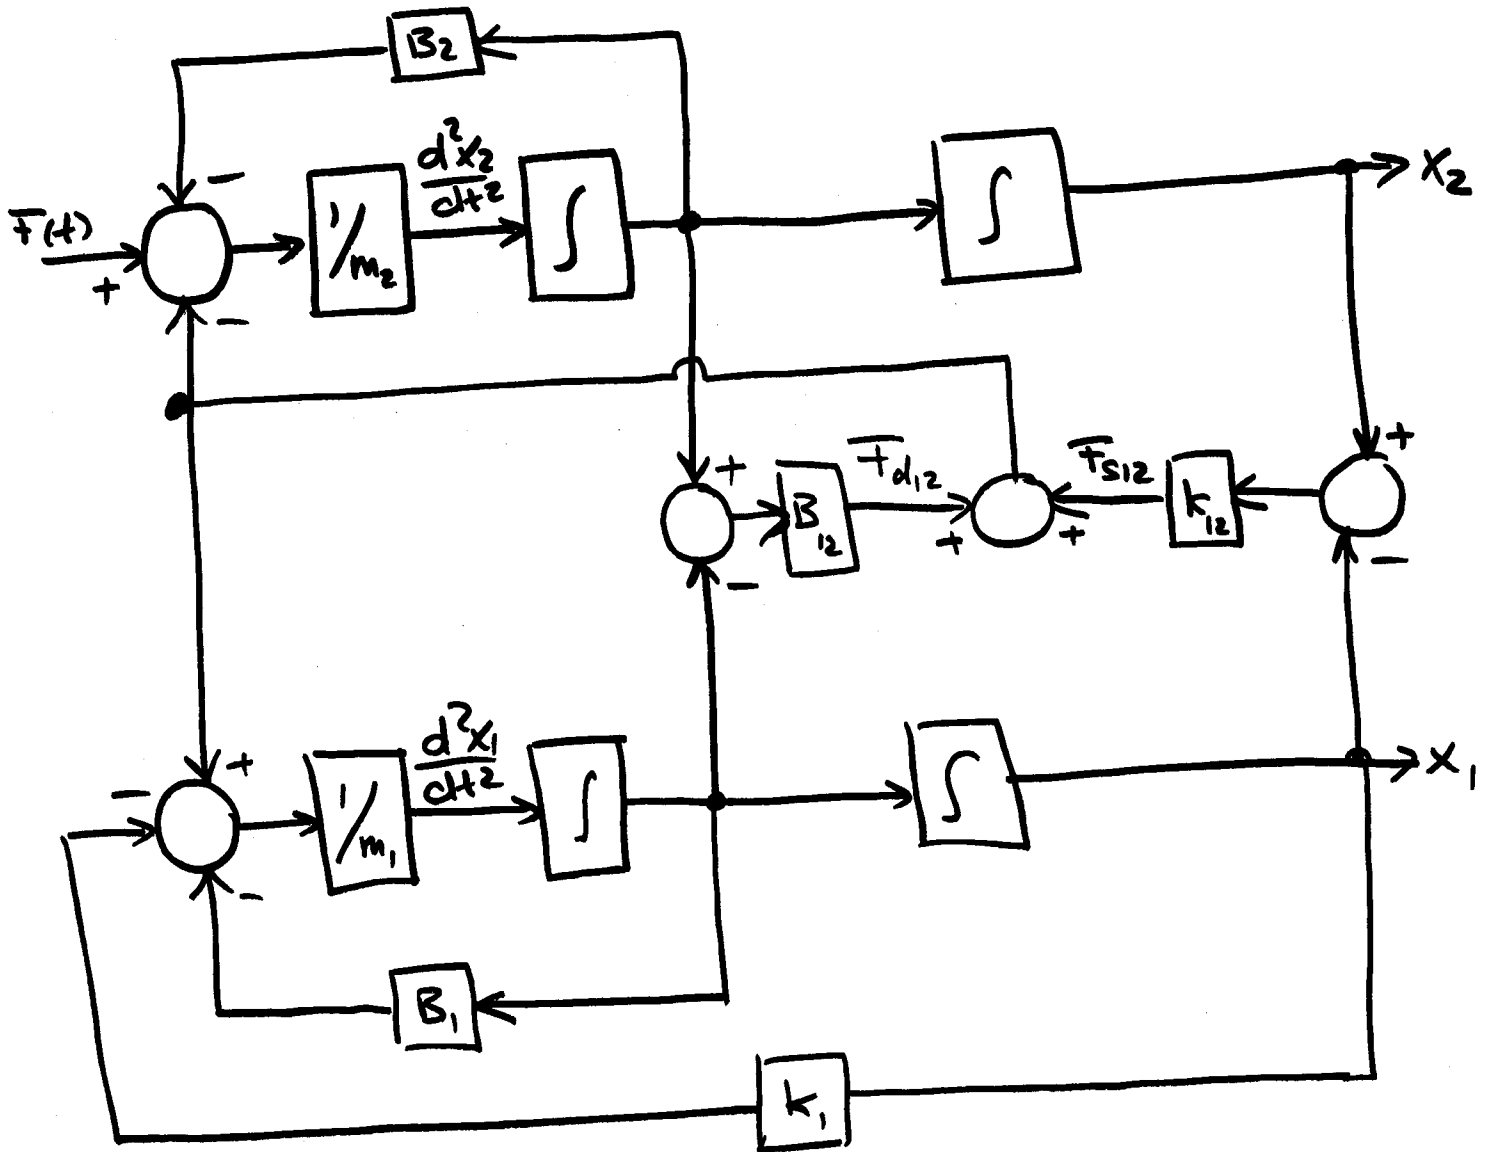 B2
−
F(t)
+
1/m2
d²x2/dt²
∫
∫
x2
−
+
Fd12
B12
+
+
Fs12
k12
+
−
−
−
+
1/m1
d²x1/dt²
∫
∫
x1
−
B1
k1